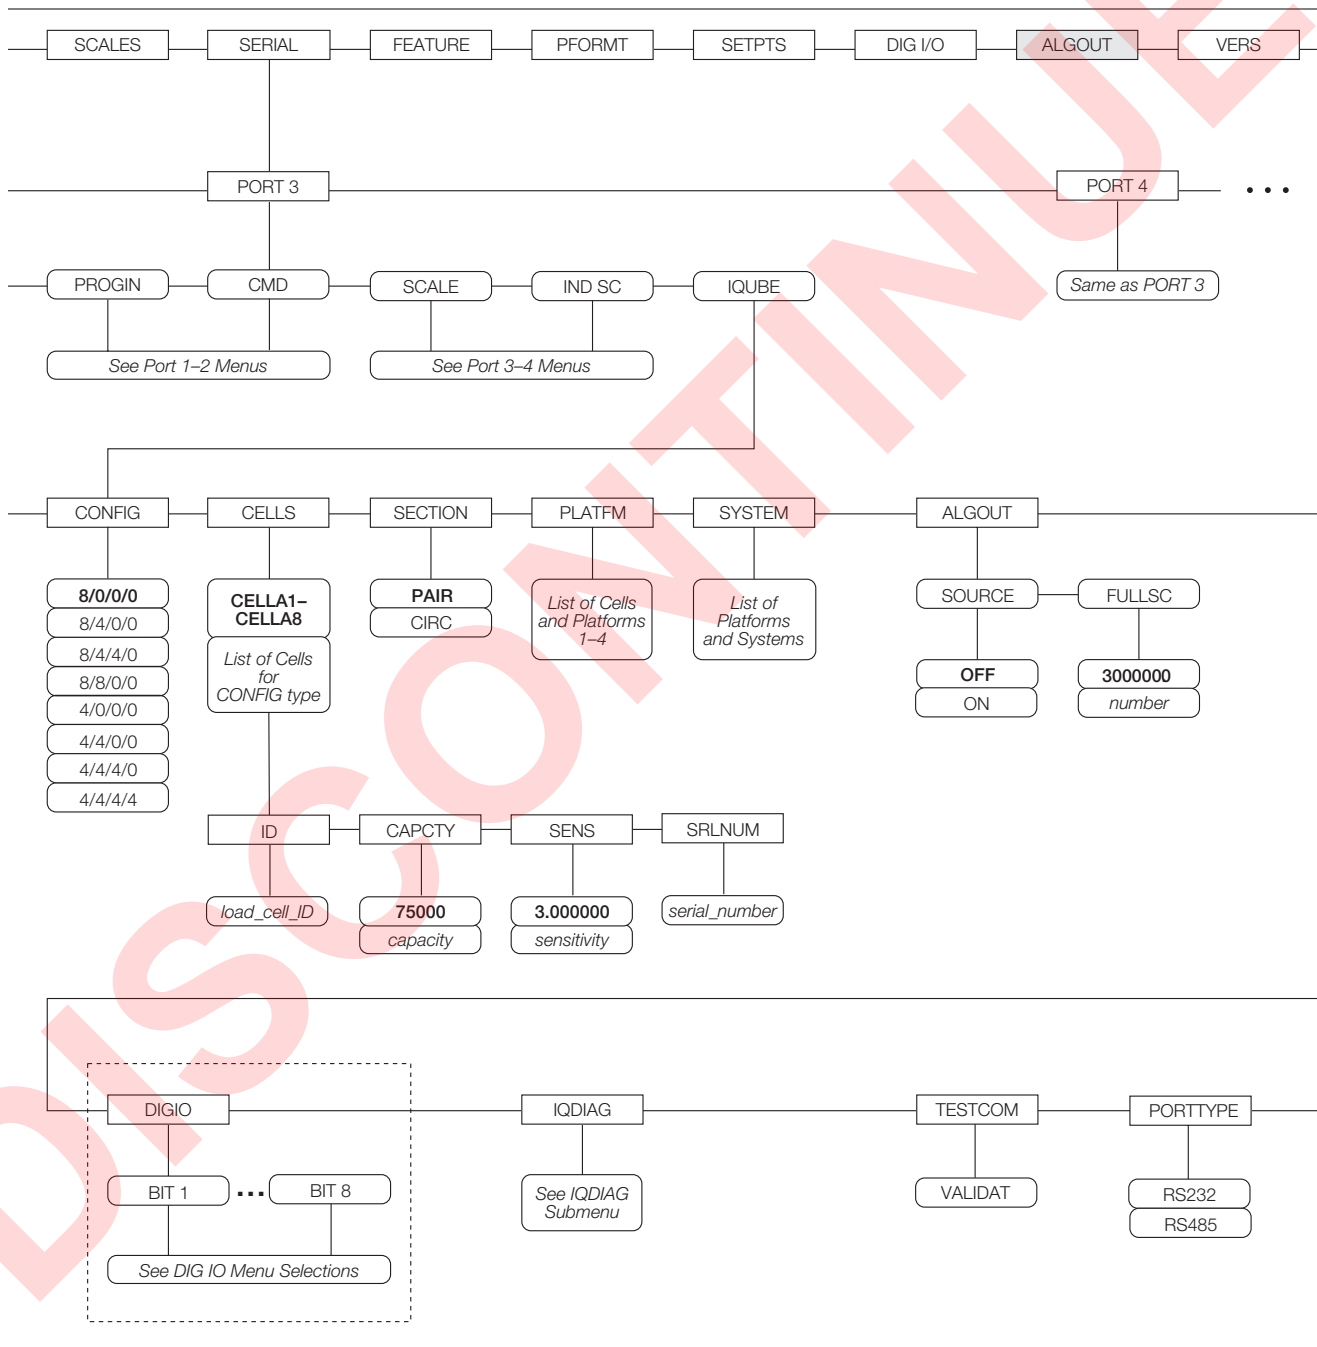 SCALES
SERIAL
FEATURE
PFORMT
SETPTS
DIG I/O
ALGOUT
VERS
PORT 3
PORT 4
• • •
PROGIN
CMD
SCALE
IND SC
IQUBE
Same as PORT 3
See Port 1–2 Menus
See Port 3–4 Menus
CONFIG
CELLS
SECTION
PLATFM
SYSTEM
ALGOUT
8/0/0/0
8/4/0/0
8/4/4/0
8/8/0/0
4/0/0/0
4/4/0/0
4/4/4/0
4/4/4/4
CELLA1–
CELLA8
List of Cells
for
CONFIG type
PAIR
CIRC
List of Cells
and Platforms
1–4
List of
Platforms
and Systems
SOURCE
FULLSC
OFF
ON
3000000
number
ID
CAPCTY
SENS
SRLNUM
load_cell_ID
75000
capacity
3.000000
sensitivity
serial_number
DIGIO
IQDIAG
TESTCOM
PORTTYPE
BIT 1
...
BIT 8
See IQDIAG
Submenu
VALIDAT
RS232
RS485
See DIG IO Menu Selections
DISCONTINUE